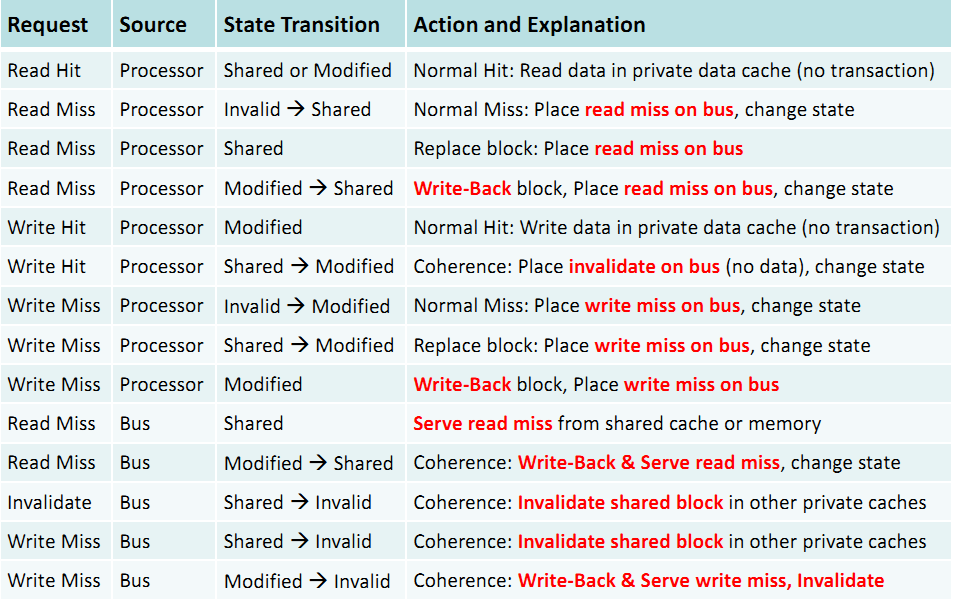 Request Source State Transition Action and Explanation
Read Hit Processor Shared or Modified Normal Hit: Read data in private data cache (no transaction)
Read Miss Processor Invalid → Shared Normal Miss: Place read miss on bus, change state
Read Miss Processor Shared Replace block: Place read miss on bus
Read Miss Processor Modified → Shared Write-Back block, Place read miss on bus, change state
Write Hit Processor Modified Normal Hit: Write data in private data cache (no transaction)
Write Hit Processor Shared → Modified Coherence: Place invalidate on bus (no data), change state
Write Miss Processor Invalid → Modified Normal Miss: Place write miss on bus, change state
Write Miss Processor Shared → Modified Replace block: Place write miss on bus, change state
Write Miss Processor Modified Write-Back block, Place write miss on bus
Read Miss Bus Shared Serve read miss from shared cache or memory
Read Miss Bus Modified → Shared Coherence: Write-Back & Serve read miss, change state
Invalidate Bus Shared → Invalid Coherence: Invalidate shared block in other private caches
Write Miss Bus Shared → Invalid Coherence: Invalidate shared block in other private caches
Write Miss Bus Modified → Invalid Coherence: Write-Back & Serve write miss, Invalidate